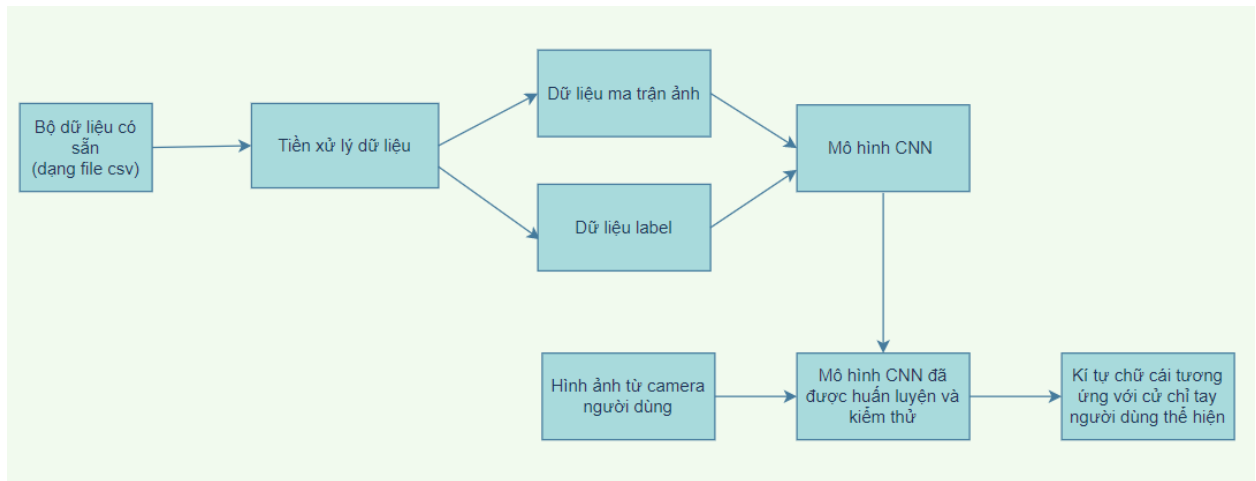 Bộ dữ liệu có
sẵn
(dạng file csv)
Tiền xử lý dữ liệu
Dữ liệu ma trận ảnh
Dữ liệu label
Mô hình CNN
Hình ảnh từ camera
người dùng
Mô hình CNN đã
được huấn luyện và
kiểm thử
Kí tự chữ cái tương
ứng với cử chỉ tay
người dùng thể hiện